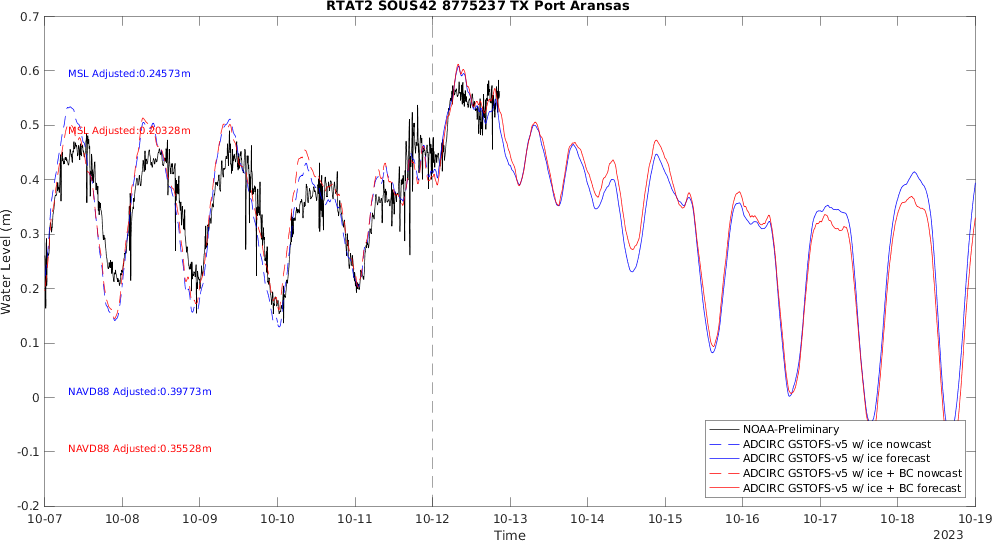 RTAT2 SOUS42 8775237 TX Port Aransas
Water Level (m)
0.7
0.6
0.5
0.4
0.3
0.2
0.1
0
-0.1
-0.2
MSL Adjusted:0.24573m
MSL Adjusted:0.20328m
NAVD88 Adjusted:0.39773m
NAVD88 Adjusted:0.35528m
NOAA-Preliminary
ADCIRC GSTOFS-v5 w/ ice nowcast
ADCIRC GSTOFS-v5 w/ ice forecast
ADCIRC GSTOFS-v5 w/ ice + BC nowcast
ADCIRC GSTOFS-v5 w/ ice + BC forecast
10-07 10-08 10-09 10-10 10-11 10-12 10-13 10-14 10-15 10-16 10-17 10-18 10-19
Time
2023